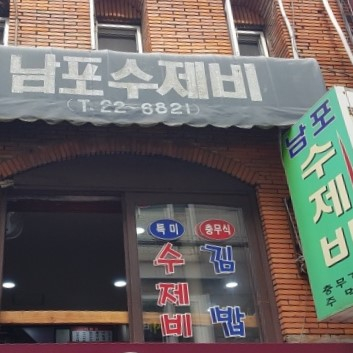 남포수제비
(T. 22-6821)
남포
수제비
특미
수제비
충무식
김밥